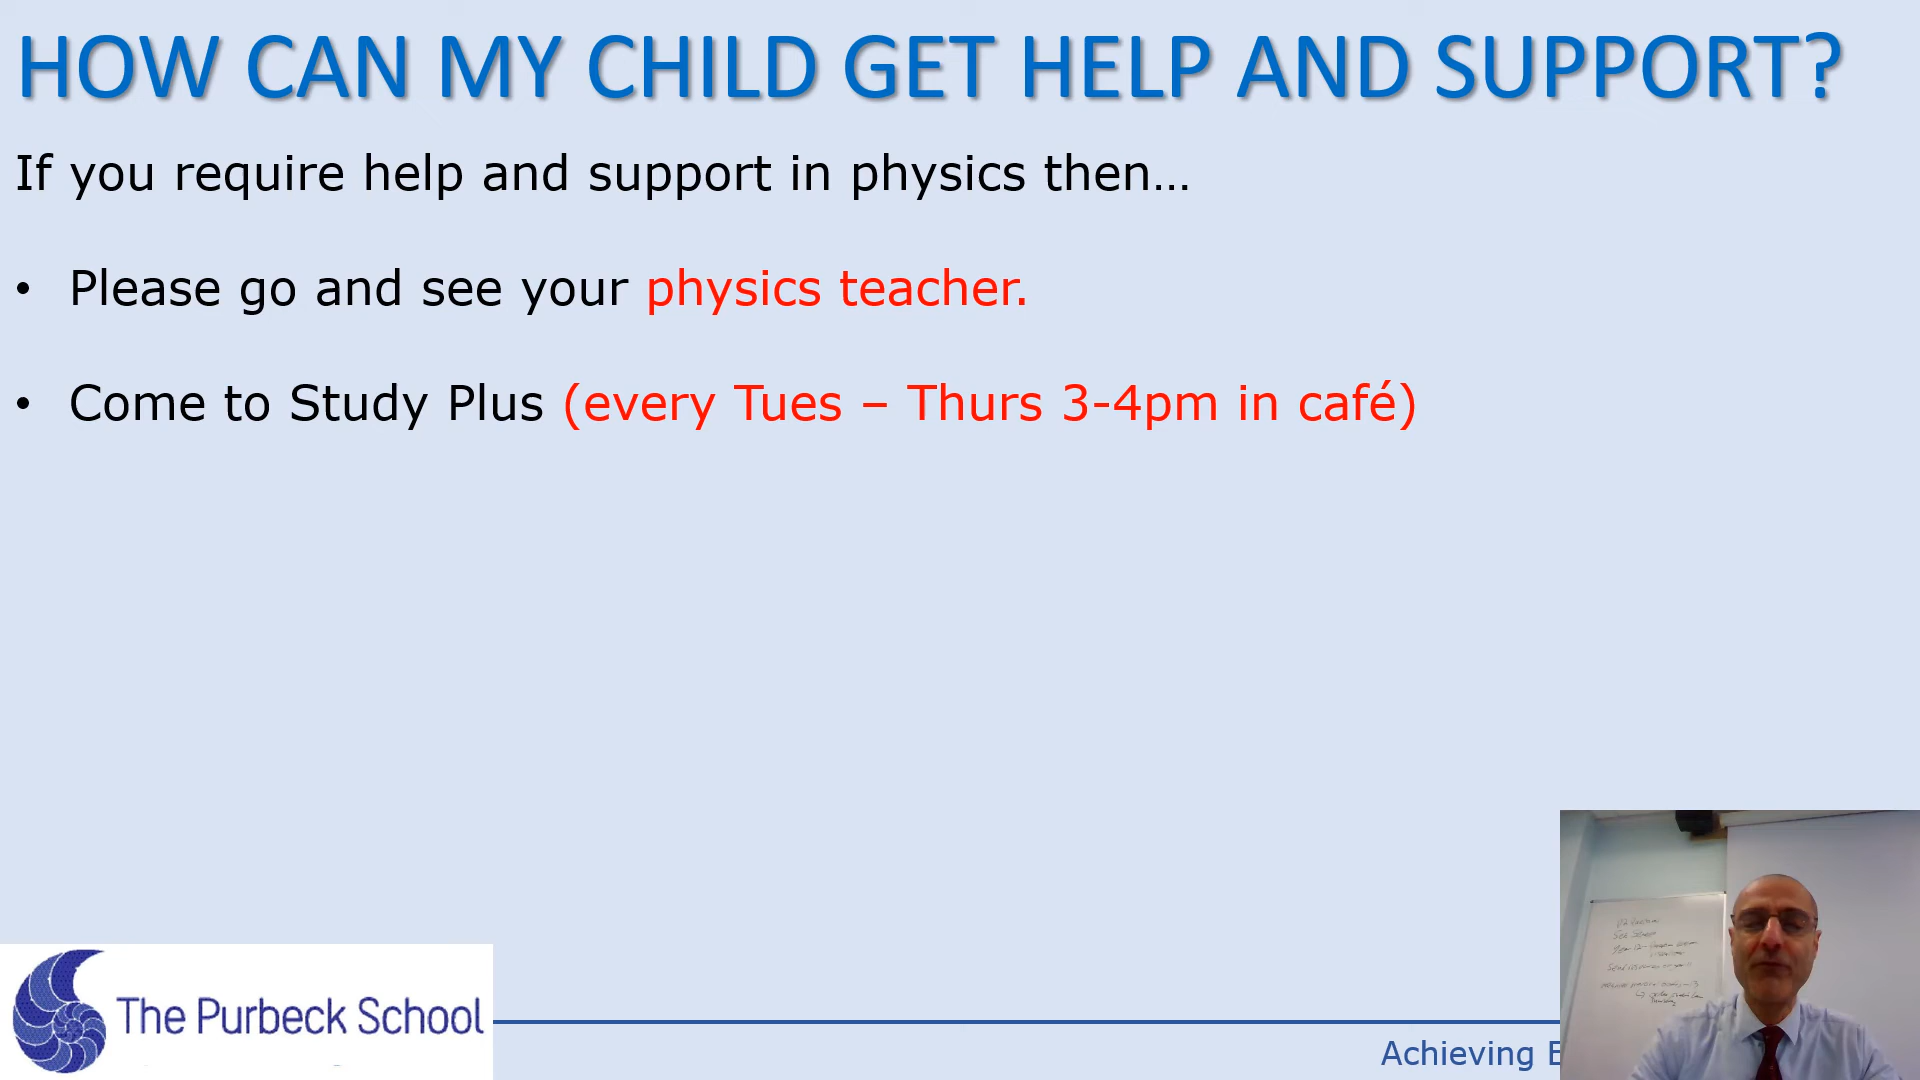 HOW CAN MY CHILD GET HELP AND SUPPORT?
If you require help and support in physics then…
• Please go and see your physics teacher.
• Come to Study Plus (every Tues – Thurs 3-4pm in café)
The Purbeck School
Achieving